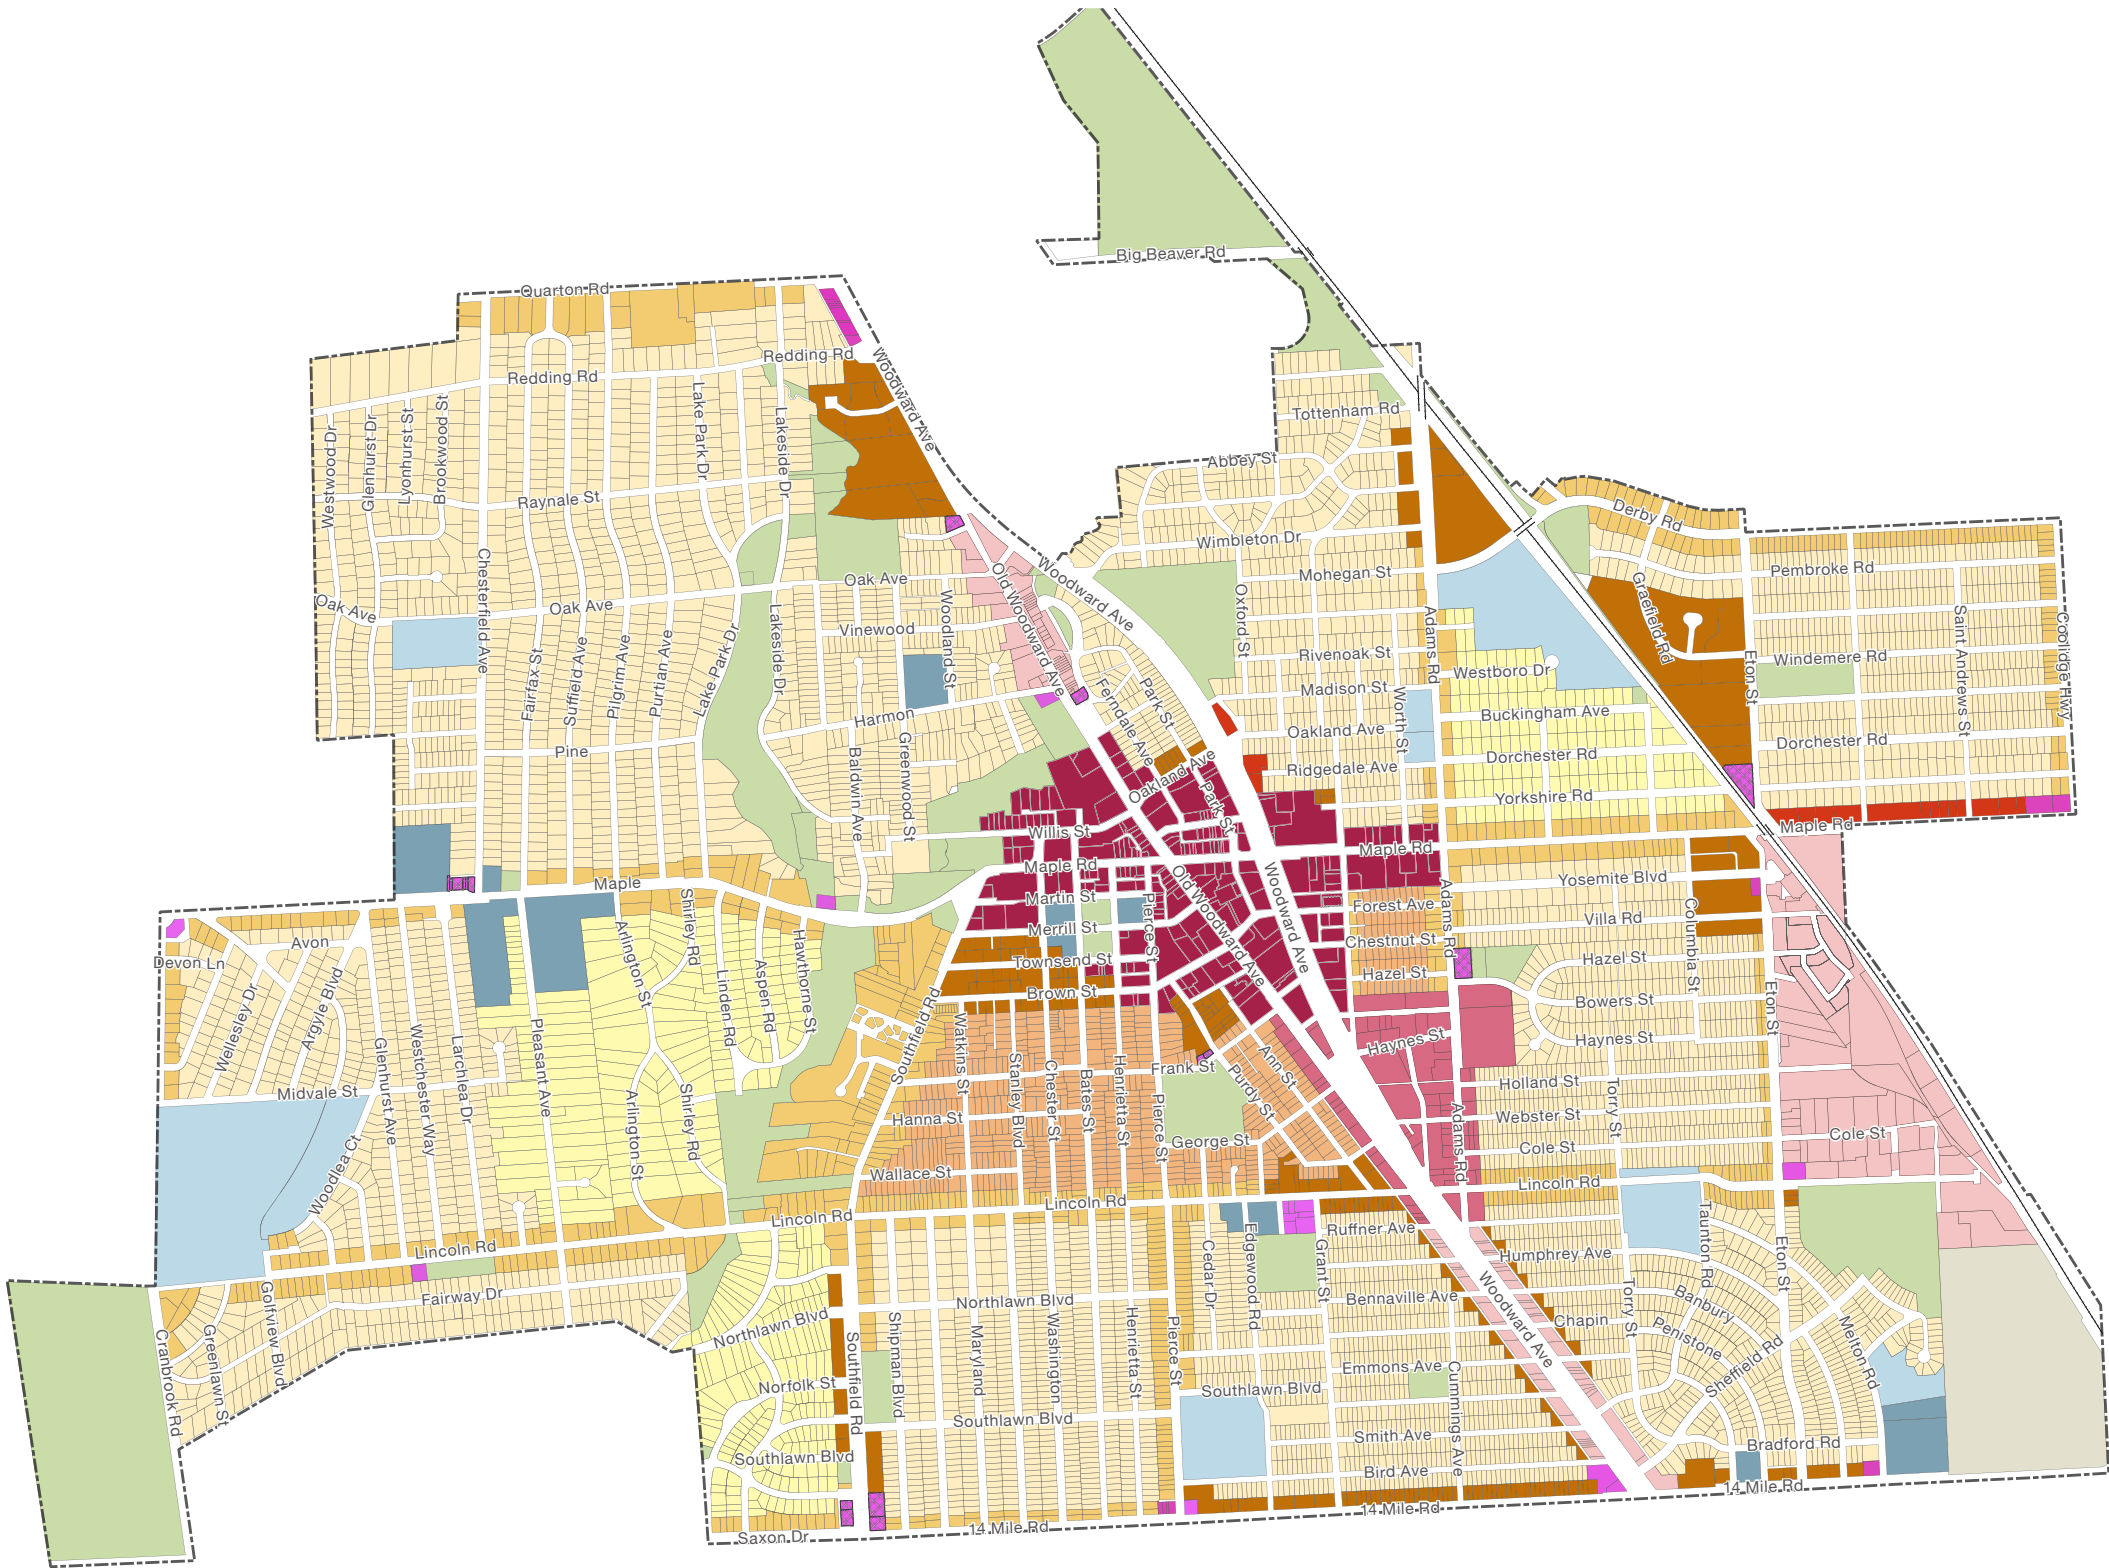 Big Beaver Rd
Quarton Rd
Redding Rd
Woodward Ave
Redding Rd
Tottenham Rd
Lake Park Dr
Lakeside Dr
Westwood Dr
Glenhurst Dr
Lyonhurst St
Brookwood St
Abbey St
Raynale St
Derby Rd
Wimbleton Dr
Chesterfield Ave
Old Woodward Ave
Woodward Ave
Oak Ave
Mohegan St
Pembroke Rd
Oak Ave
Oak Ave
Woodland St
Oxford St
Adams Rd
Graefield Rd
Saint Andrews St
Coolidge Hwy
Lakeside Dr
Vinewood
Rivenoak St
Windemere Rd
Eton St
Westboro Dr
Fairfax St
Suffield Ave
Pilgrim Ave
Purtian Ave
Lake Park Dr
Ferndale Ave
Park St
Madison St
Worth St
Harmon
Buckingham Ave
Oakland Ave
Dorchester Rd
Pine
Baldwin Ave
Greenwood St
Dorchester Rd
Oakland Ave
Ridgedale Ave
Park St
Yorkshire Rd
Willis St
Maple Rd
Maple Rd
Maple Rd
Maple
Old Woodward Ave
Woodward Ave
Yosemite Blvd
Martin St
Pierce St
Forest Ave
Adams Rd
Villa Rd
Columbia St
Shirley Rd
Arlington St
Avon
Merrill St
Chestnut St
Hawthorne St
Devon Ln
Townsend St
Hazel St
Hazel St
Linden Rd
Aspen Rd
Brown St
Bowers St
Eton St
Wellesley Dr
Argyle Blvd
Southfield Rd
Watkins St
Haynes St
Haynes St
Glenhurst Ave
Westchester Way
Larchlea Dr
Pleasant Ave
Stanley Blvd
Chester St
Bates St
Henrietta St
Pierce St
Frank St
Ann St
Purdy St
Holland St
Torry St
Midvale St
Arlington St
Shirley Rd
Hanna St
Webster St
Adams Rd
Cole St
Cole St
George St
Woodlea Ct
Wallace St
Lincoln Rd
Lincoln Rd
Lincoln Rd
Lincoln Rd
Ruffner Ave
Taunton Rd
Edgewood Rd
Cedar Dr
Grant St
Humphrey Ave
Eton St
Golfview Blvd
Fairway Dr
Northlawn Blvd
Bennaville Ave
Woodward Ave
Torry St
Banbury
Northlawn Blvd
Chapin
Penistone
Cranbrook Rd
Greenlawn St
Southfield Rd
Shipman Blvd
Maryland
Washington
Henrietta St
Pierce St
Sheffield Rd
Melton Rd
Emmons Ave
Cummings Ave
Norfolk St
Southlawn Blvd
Southlawn Blvd
Smith Ave
Bradford Rd
Southlawn Blvd
Bird Ave
14 Mile Rd
14 Mile Rd
14 Mile Rd
Saxon Dr